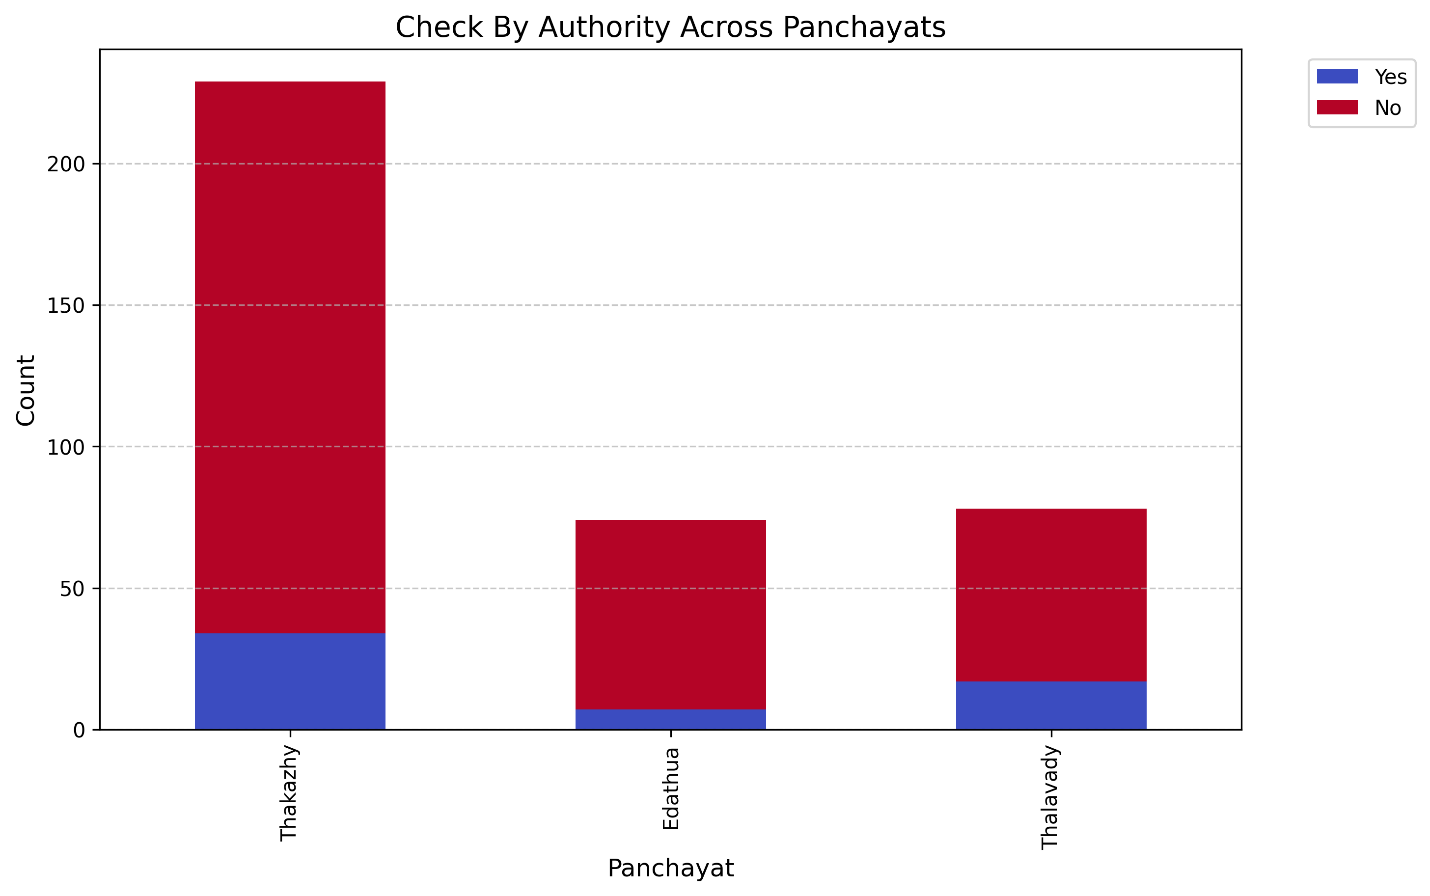 Check By Authority Across Panchayats
Yes
No
200
150
100
50
0
Count
Thakazhy
Edathua
Thalavady
Panchayat